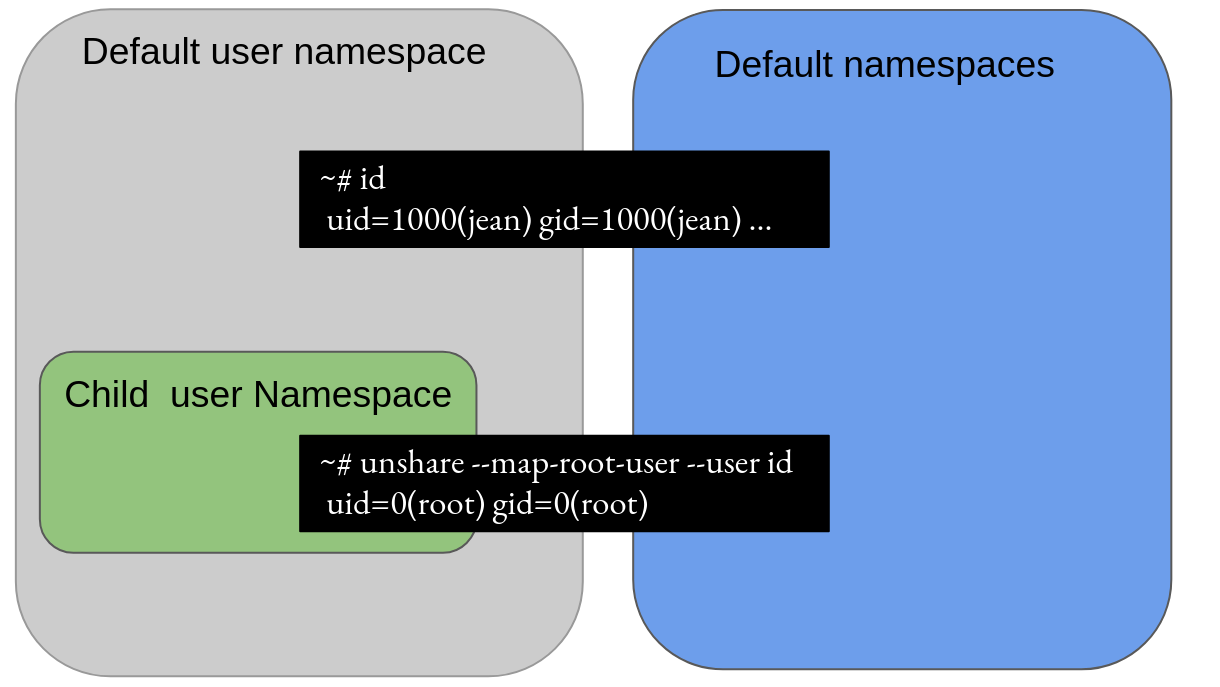 Default user namespace
Default namespaces
~# id
uid=1000(jean) gid=1000(jean) ...
Child  user Namespace
~# unshare --map-root-user --user id
uid=0(root) gid=0(root)